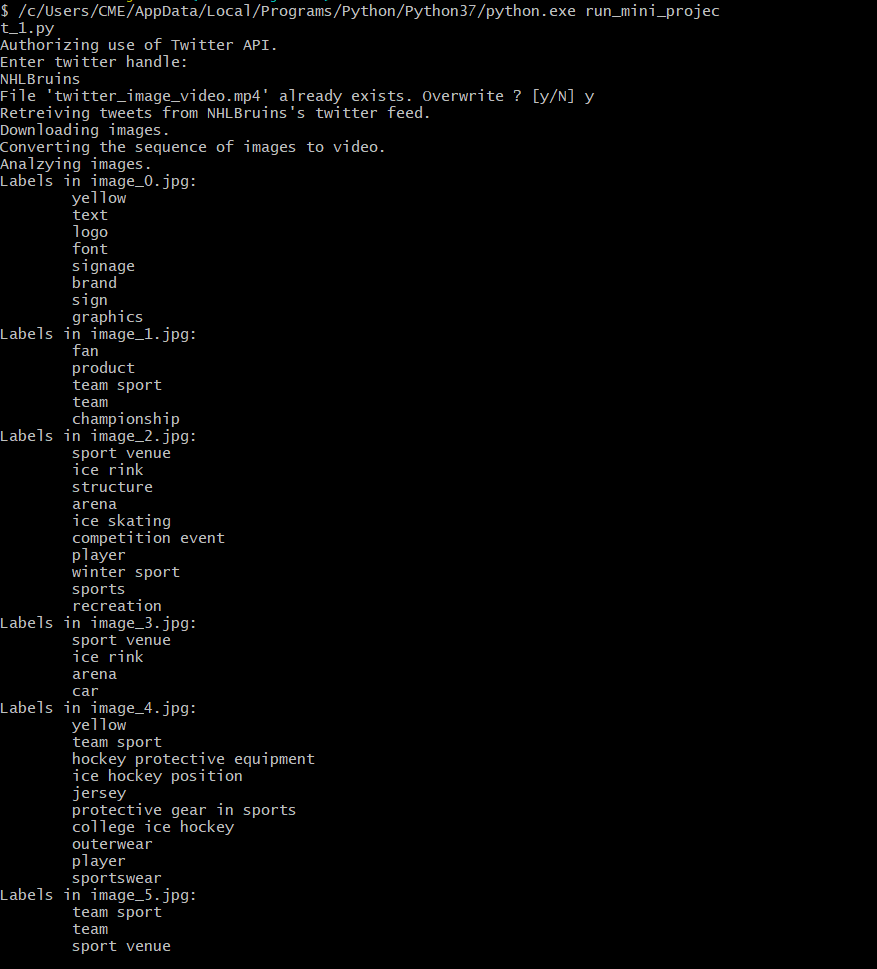 $ /c/Users/CME/AppData/Local/Programs/Python/Python37/python.exe run_mini_projec
t_1.py
Authorizing use of Twitter API.
Enter twitter handle:
NHLBruins
File 'twitter_image_video.mp4' already exists. Overwrite ? [y/N] y
Retreiving tweets from NHLBruins's twitter feed.
Downloading images.
Converting the sequence of images to video.
Analzying images.
Labels in image_0.jpg:
        yellow
        text
        logo
        font
        signage
        brand
        sign
        graphics
Labels in image_1.jpg:
        fan
        product
        team sport
        team
        championship
Labels in image_2.jpg:
        sport venue
        ice rink
        structure
        arena
        ice skating
        competition event
        player
        winter sport
        sports
        recreation
Labels in image_3.jpg:
        sport venue
        ice rink
        arena
        car
Labels in image_4.jpg:
        yellow
        team sport
        hockey protective equipment
        ice hockey position
        jersey
        protective gear in sports
        college ice hockey
        outerwear
        player
        sportswear
Labels in image_5.jpg:
        team sport
        team
        sport venue